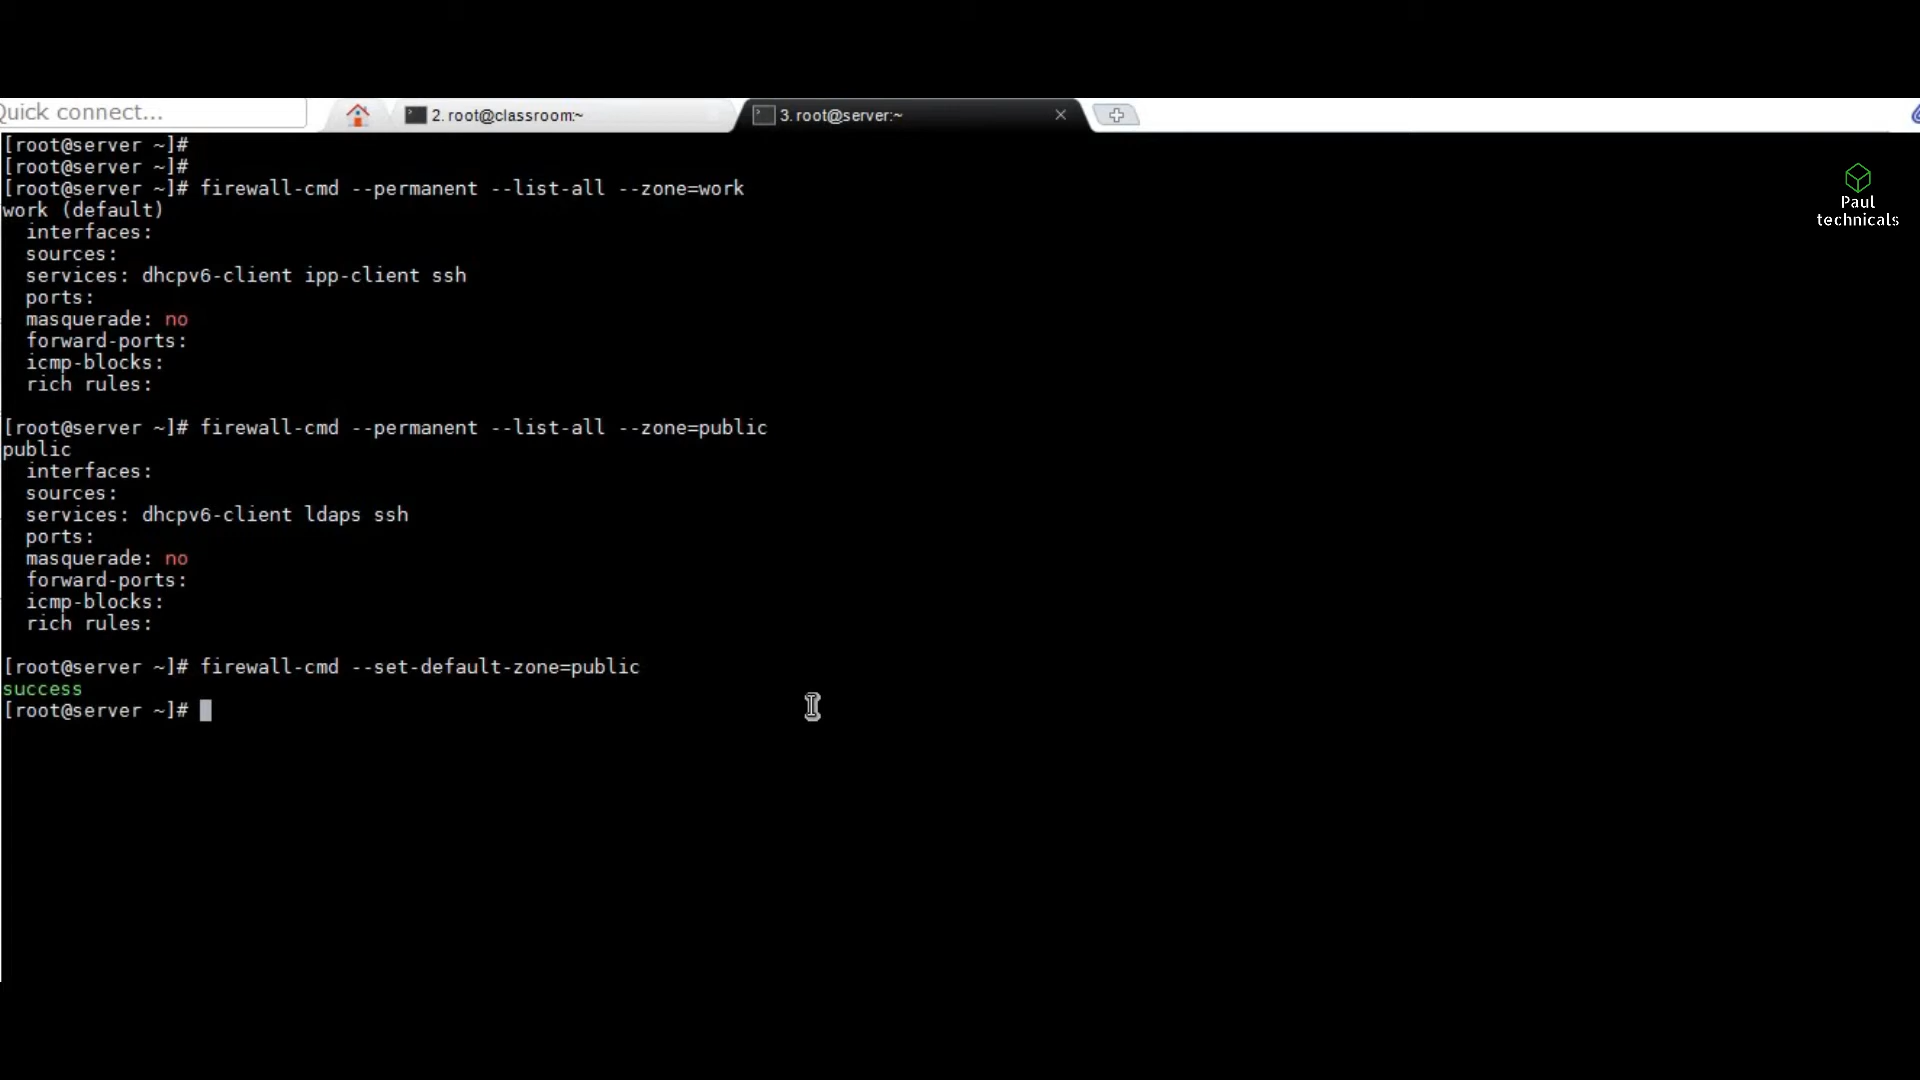 Quick connect...
2. root@classroom:~
3. root@server:~
[root@server ~]#
[root@server ~]#
[root@server ~]# firewall-cmd --permanent --list-all --zone=work
work (default)
  interfaces:
  sources:
  services: dhcpv6-client ipp-client ssh
  ports:
  masquerade: no
  forward-ports:
  icmp-blocks:
  rich rules:
[root@server ~]# firewall-cmd --permanent --list-all --zone=public
public
  interfaces:
  sources:
  services: dhcpv6-client ldaps ssh
  ports:
  masquerade: no
  forward-ports:
  icmp-blocks:
  rich rules:
[root@server ~]# firewall-cmd --set-default-zone=public
success
[root@server ~]#
Paul
technicals